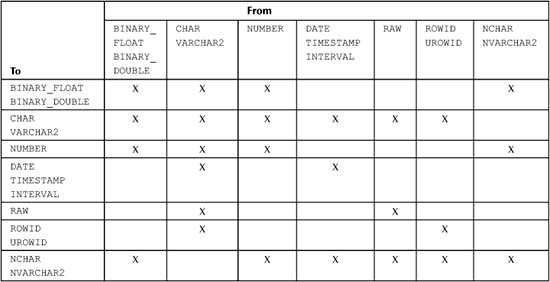 From
To
BINARY_ CHAR NUMBER DATE RAW ROWID NCHAR
FLOAT VARCHAR2 TIMESTAMP UROWID NVARCHAR2
BINARY_ INTERVAL
DOUBLE
BINARY_FLOAT X X X X
BINARY_DOUBLE
CHAR X X X X X X
VARCHAR2
NUMBER X X X X
DATE X X
TIMESTAMP
INTERVAL
RAW X X
ROWID X X
UROWID
NCHAR X X X X X X
NVARCHAR2